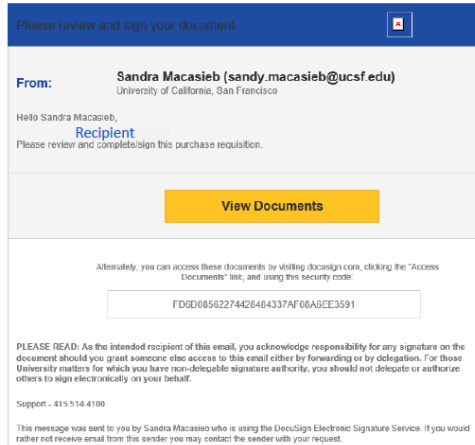 Please review and sign your document
From:
Sandra Macasieb (sandy.macasieb@ucsf.edu)
University of California, San Francisco
Hello Sandra Macasieb,
Recipient
Please review and complete/sign this purchase requisition.
View Documents
Alternately, you can access these documents by visiting docusign.com, clicking the "Access
Documents" link, and using this security code:
FD6D08562274428484337AF08A6EE3591
PLEASE READ: As the intended recipient of this email, you acknowledge responsibility for any signature on the
document should you grant someone else access to this email either by forwarding or by delegation. For those
University matters for which you have non-delegable signature authority, you should not delegate or authorize
others to sign electronically on your behalf.
Support - 415.514.4100
This message was sent to you by Sandra Macasieb who is using the DocuSign Electronic Signature Service. If you would
rather not receive email from this sender you may contact the sender with your request.